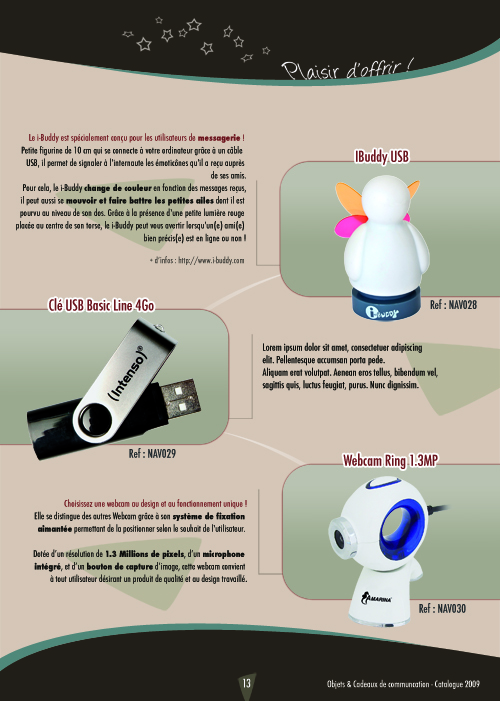 Plaisir d'offrir !
Le i-Buddy est spécialement conçu pour les utilisateurs de messagerie !
Petite figurine de 10 cm qui se connecte à votre ordinateur grâce à un câble
USB, il permet de signaler à l'internaute les émoticônes qu'il a reçu auprès
de ses amis.
Pour cela, le i-Buddy change de couleur en fonction des messages reçus,
il peut aussi se mouvoir et faire battre les petites ailes dont il est
pourvu au niveau de son dos. Grâce à la présence d'une petite lumière rouge
placée au centre de son torse, le i-Buddy peut vous avertir lorsqu'un(e) ami(e)
bien précis(e) est en ligne ou non !
+ d'infos : http://www.i-buddy.com
IBuddy USB
i Buddy
Ref : NAV028
Clé USB Basic Line 4Go
(intenso)®
Ref : NAV029
Lorem ipsum dolor sit amet, consectetuer adipiscing
elit. Pellentesque accumsan porta pede.
Aliquam erat volutpat. Aenean eros tellus, bibendum vel,
sagittis quis, luctus feugiat, purus. Nunc dignissim.
Webcam Ring 1.3MP
Choisissez une webcam au design et au fonctionnement unique !
Elle se distingue des autres Webcam grâce à son système de fixation
aimantée permettant de la positionner selon le souhait de l'utilisateur.
Dotée d'un résolution de 1.3 Millions de pixels, d'un microphone
intégré, et d'un bouton de capture d'image, cette webcam convient
à tout utilisateur désirant un produit de qualité et au design travaillé.
AMARINA
Ref : NAV030
13
Objets & Cadeaux de communcation - Catalogue 2009